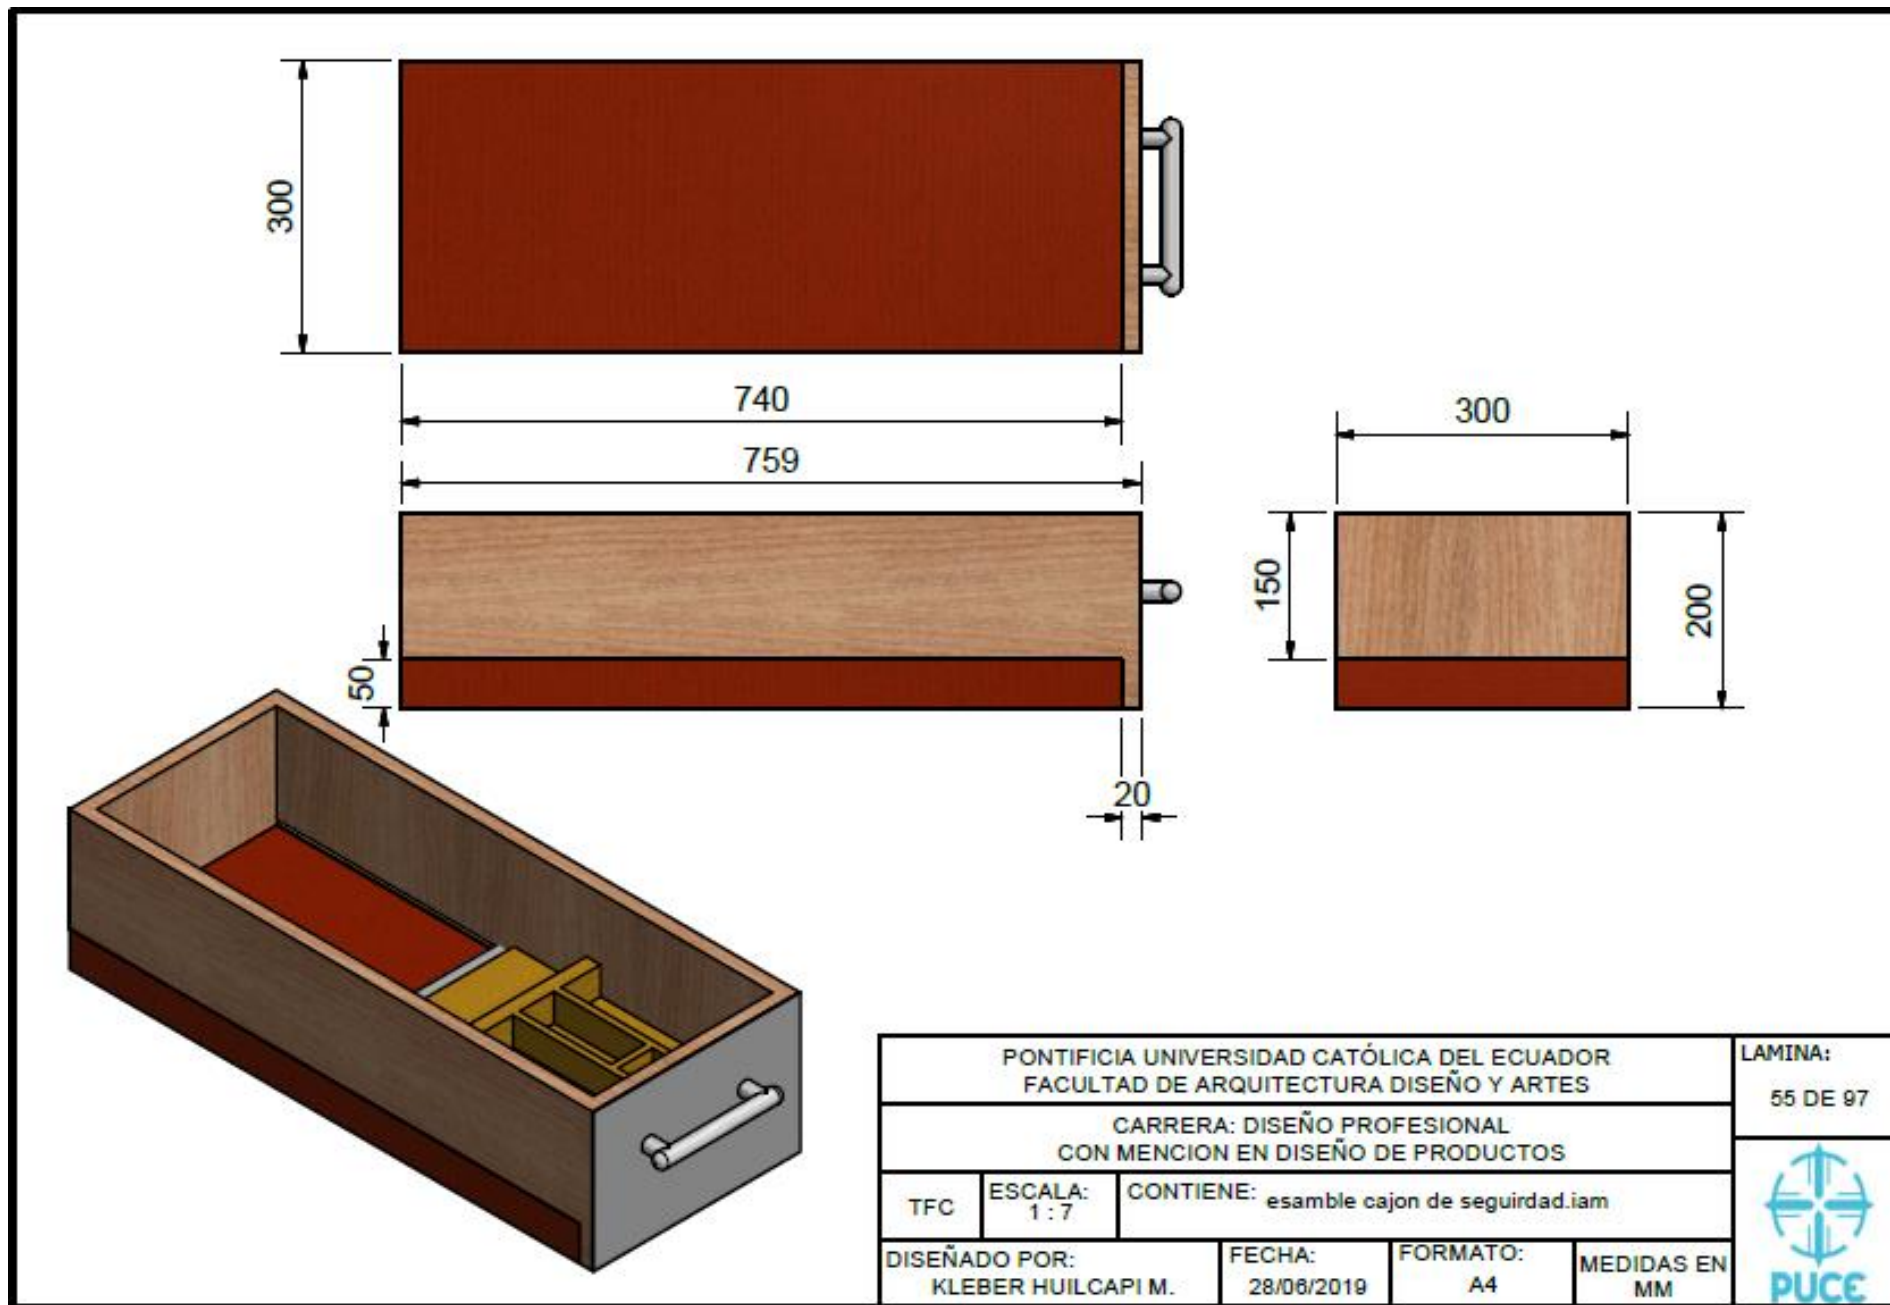 300
740
759
300
150
200
50
20
PONTIFICIA UNIVERSIDAD CATÓLICA DEL ECUADOR
FACULTAD DE ARQUITECTURA DISEÑO Y ARTES
LAMINA:
55 DE 97
CARRERA: DISEÑO PROFESIONAL
CON MENCION EN DISEÑO DE PRODUCTOS
TFC
ESCALA:
1 : 7
CONTIENE: esamble cajon de seguirdad.iam
DISEÑADO POR:
KLEBER HUILCAPI M.
FECHA:
28/06/2019
FORMATO:
A4
MEDIDAS EN
MM
PUCE